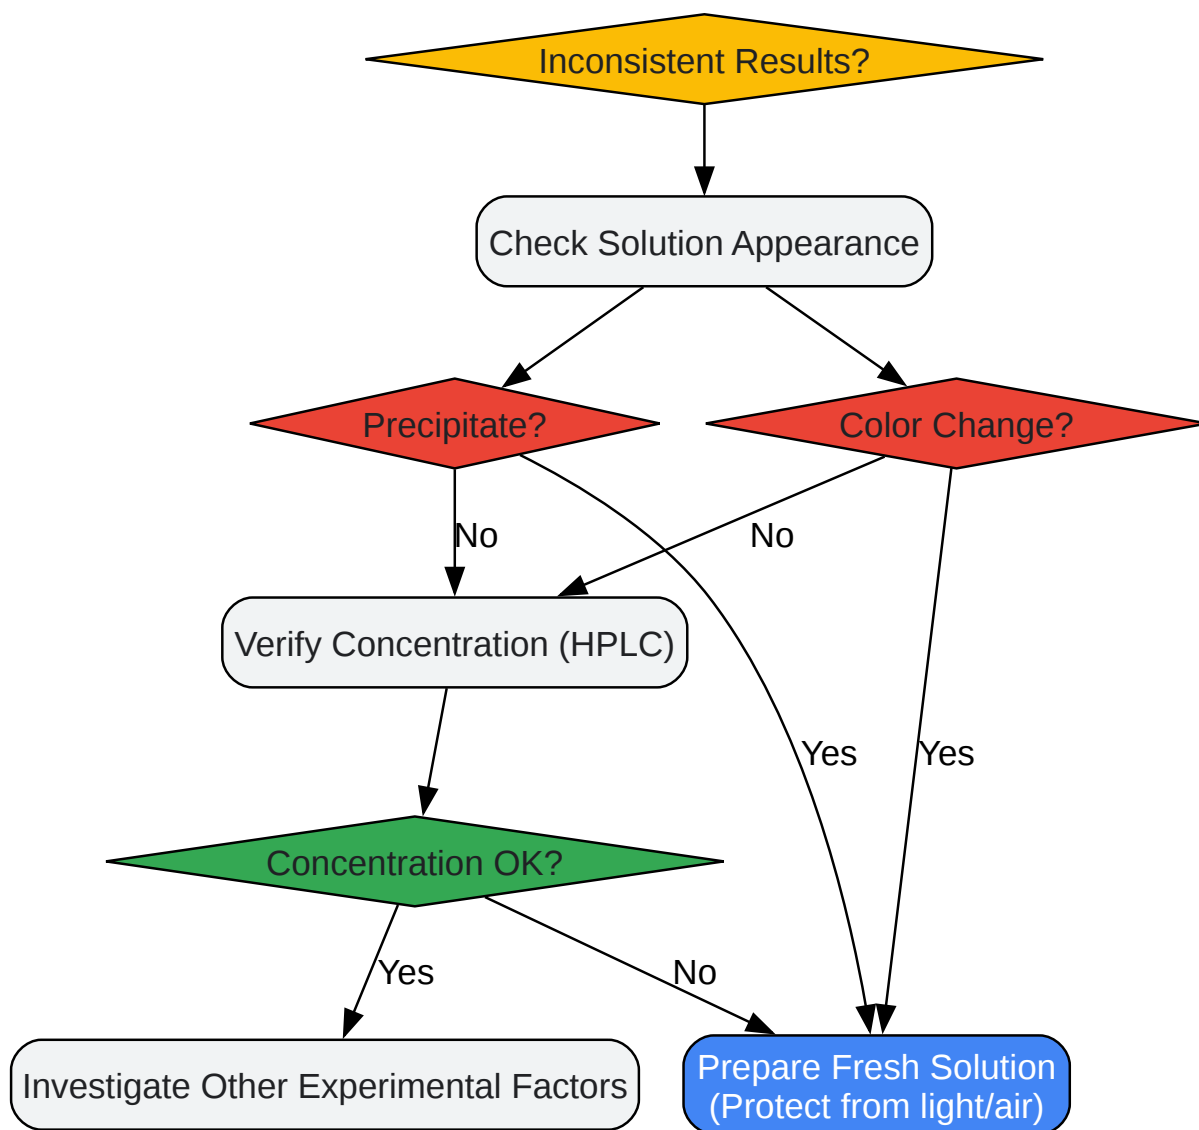 Inconsistent Results?
Check Solution Appearance
Precipitate?
Color Change?
No
No
Verify Concentration (HPLC)
Yes
Yes
Concentration OK?
Yes
No
Investigate Other Experimental Factors
Prepare Fresh Solution
(Protect from light/air)